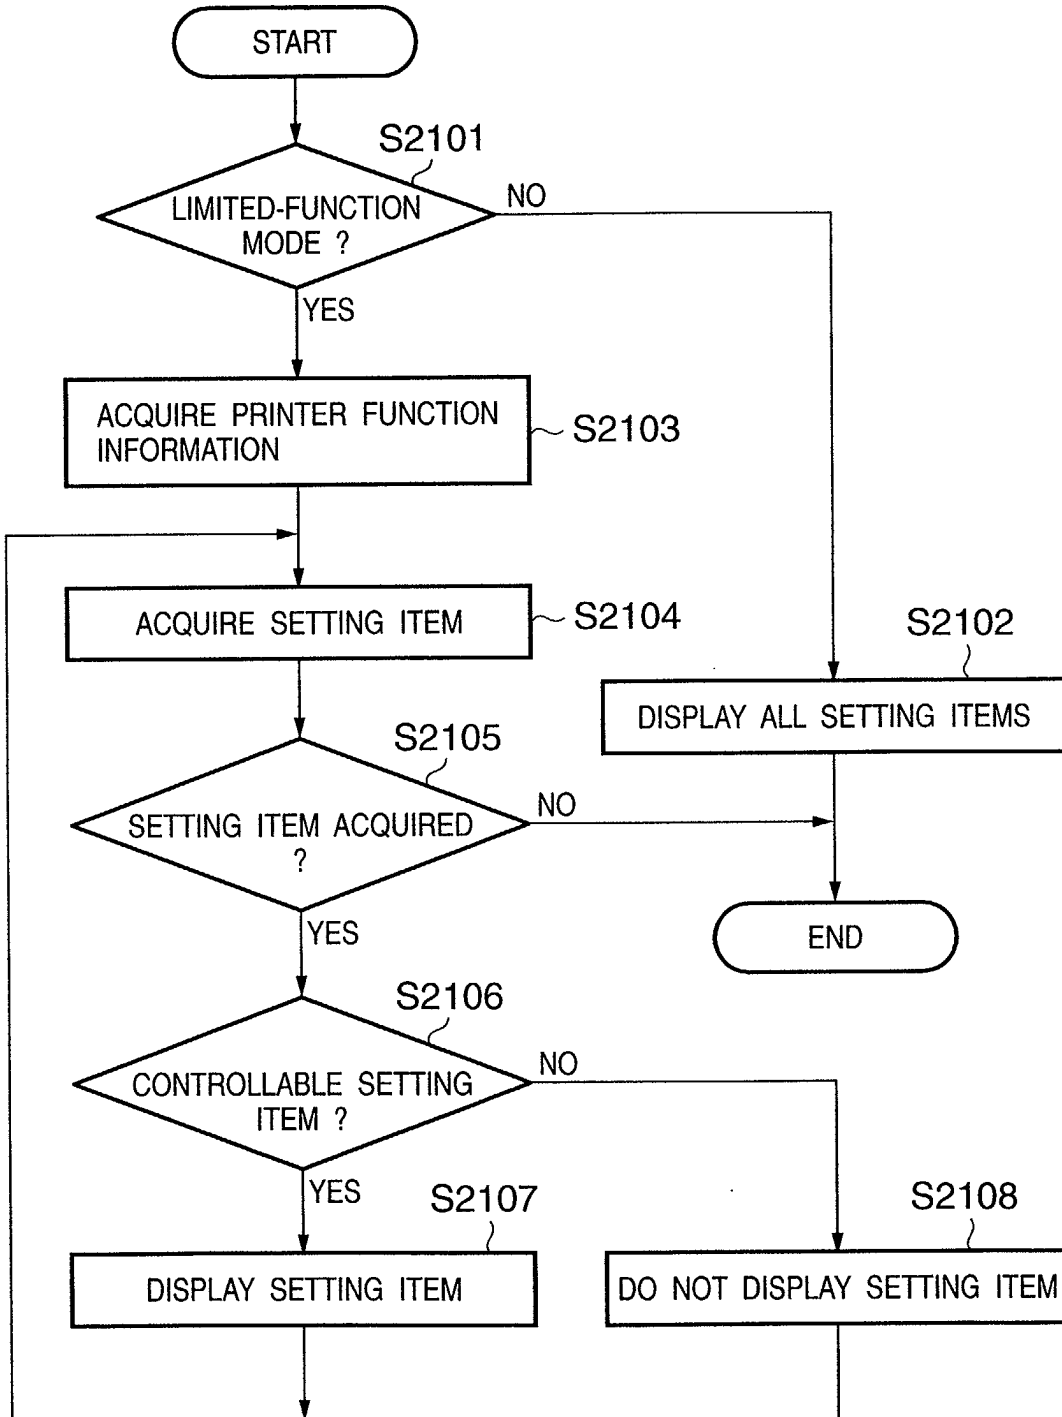 START
S2101
LIMITED-FUNCTION
MODE ?
NO
YES
ACQUIRE PRINTER FUNCTION
INFORMATION
S2103
ACQUIRE SETTING ITEM
S2104
S2102
DISPLAY ALL SETTING ITEMS
S2105
SETTING ITEM ACQUIRED
?
NO
YES
END
S2106
CONTROLLABLE SETTING
ITEM ?
NO
YES
S2107
DISPLAY SETTING ITEM
S2108
DO NOT DISPLAY SETTING ITEM